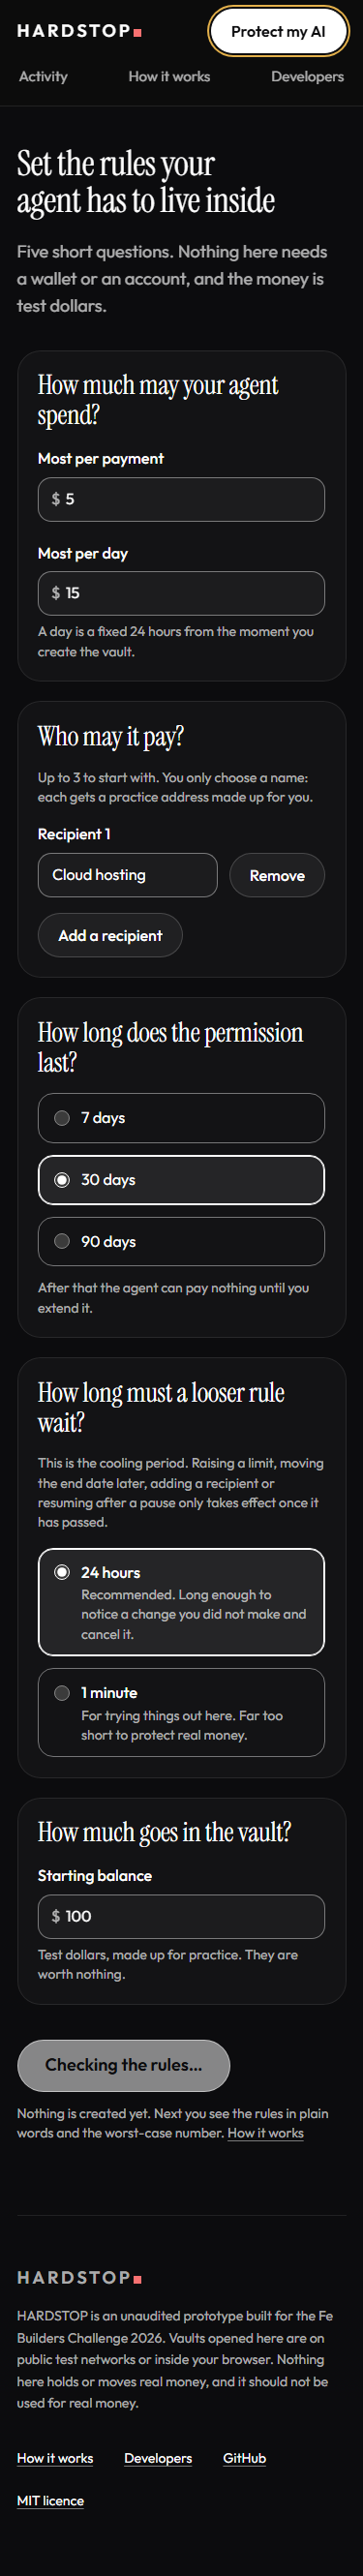 HARDSTOP
Protect my AI
Activity
How it works
Developers
Set the rules your
agent has to live inside
Five short questions. Nothing here needs
a wallet or an account, and the money is
test dollars.
How much may your agent
spend?
Most per payment
$ 5
Most per day
$ 15
A day is a fixed 24 hours from the moment you
create the vault.
Who may it pay?
Up to 3 to start with. You only choose a name:
each gets a practice address made up for you.
Recipient 1
Cloud hosting
Remove
Add a recipient
How long does the permission
last?
7 days
30 days
90 days
After that the agent can pay nothing until you
extend it.
How long must a looser rule
wait?
This is the cooling period. Raising a limit, moving
the end date later, adding a recipient or
resuming after a pause only takes effect once it
has passed.
24 hours
Recommended. Long enough to
notice a change you did not make and
cancel it.
1 minute
For trying things out here. Far too
short to protect real money.
How much goes in the vault?
Starting balance
$ 100
Test dollars, made up for practice. They are
worth nothing.
Checking the rules...
Nothing is created yet. Next you see the rules in plain
words and the worst-case number. How it works
HARDSTOP
HARDSTOP is an unaudited prototype built for the Fe
Builders Challenge 2026. Vaults opened here are on
public test networks or inside your browser. Nothing
here holds or moves real money, and it should not be
used for real money.
How it works
Developers
GitHub
MIT licence